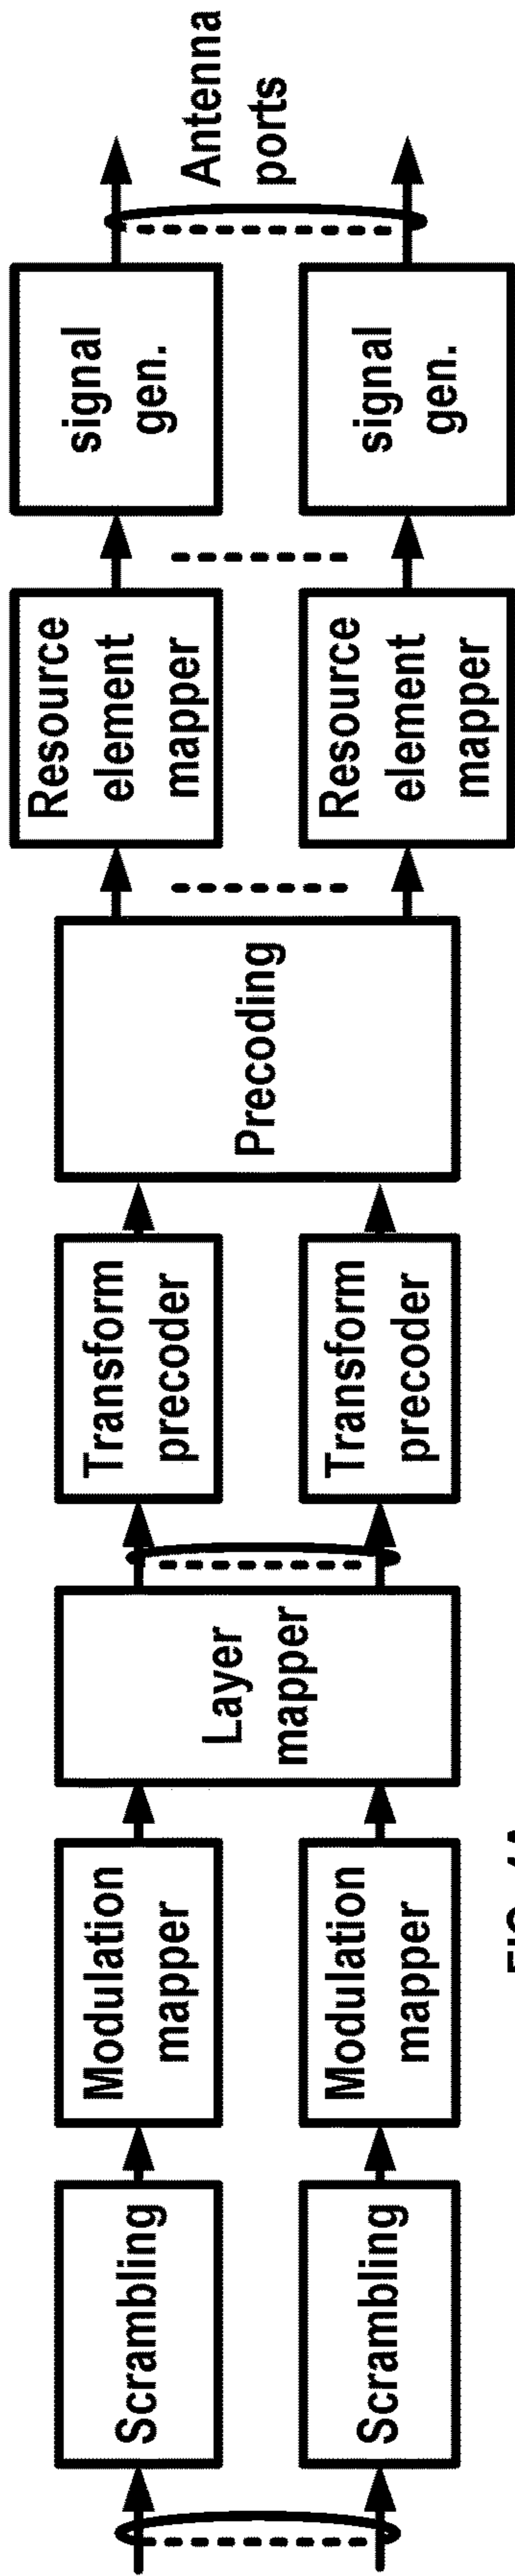 Scrambling
Scrambling
Modulation
mapper
Modulation
mapper
Layer
mapper
Transform
precoder
Transform
precoder
Precoding
Resource
element
mapper
Resource
element
mapper
signal
gen.
signal
gen.
Antenna
ports